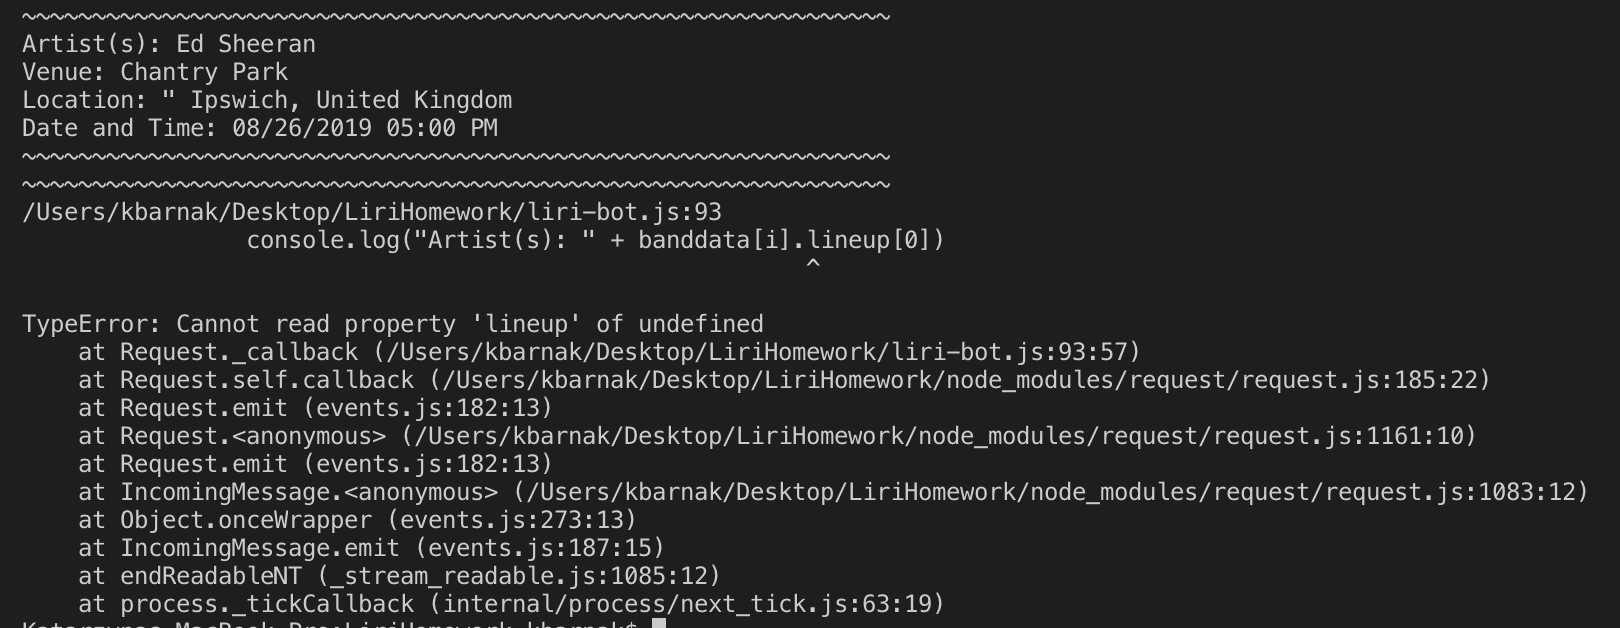 ~~~~~~~~~~~~~~~~~~~~~~~~~~~~~~~~~~~~~~~~~~~~~~~~~~~~~~~~~~~~~~
Artist(s): Ed Sheeran
Venue: Chantry Park
Location: " Ipswich, United Kingdom
Date and Time: 08/26/2019 05:00 PM
~~~~~~~~~~~~~~~~~~~~~~~~~~~~~~~~~~~~~~~~~~~~~~~~~~~~~~~~~~~~~~
~~~~~~~~~~~~~~~~~~~~~~~~~~~~~~~~~~~~~~~~~~~~~~~~~~~~~~~~~~~~~~
/Users/kbarnak/Desktop/LiriHomework/liri-bot.js:93
                console.log("Artist(s): " + banddata[i].lineup[0])
                                                        ^
TypeError: Cannot read property 'lineup' of undefined
    at Request._callback (/Users/kbarnak/Desktop/LiriHomework/liri-bot.js:93:57)
    at Request.self.callback (/Users/kbarnak/Desktop/LiriHomework/node_modules/request/request.js:185:22)
    at Request.emit (events.js:182:13)
    at Request.<anonymous> (/Users/kbarnak/Desktop/LiriHomework/node_modules/request/request.js:1161:10)
    at Request.emit (events.js:182:13)
    at IncomingMessage.<anonymous> (/Users/kbarnak/Desktop/LiriHomework/node_modules/request/request.js:1083:12)
    at Object.onceWrapper (events.js:273:13)
    at IncomingMessage.emit (events.js:187:15)
    at endReadableNT (_stream_readable.js:1085:12)
    at process._tickCallback (internal/process/next_tick.js:63:19)
Katarzynas-MacBook-Pro:LiriHomework kbarnak$